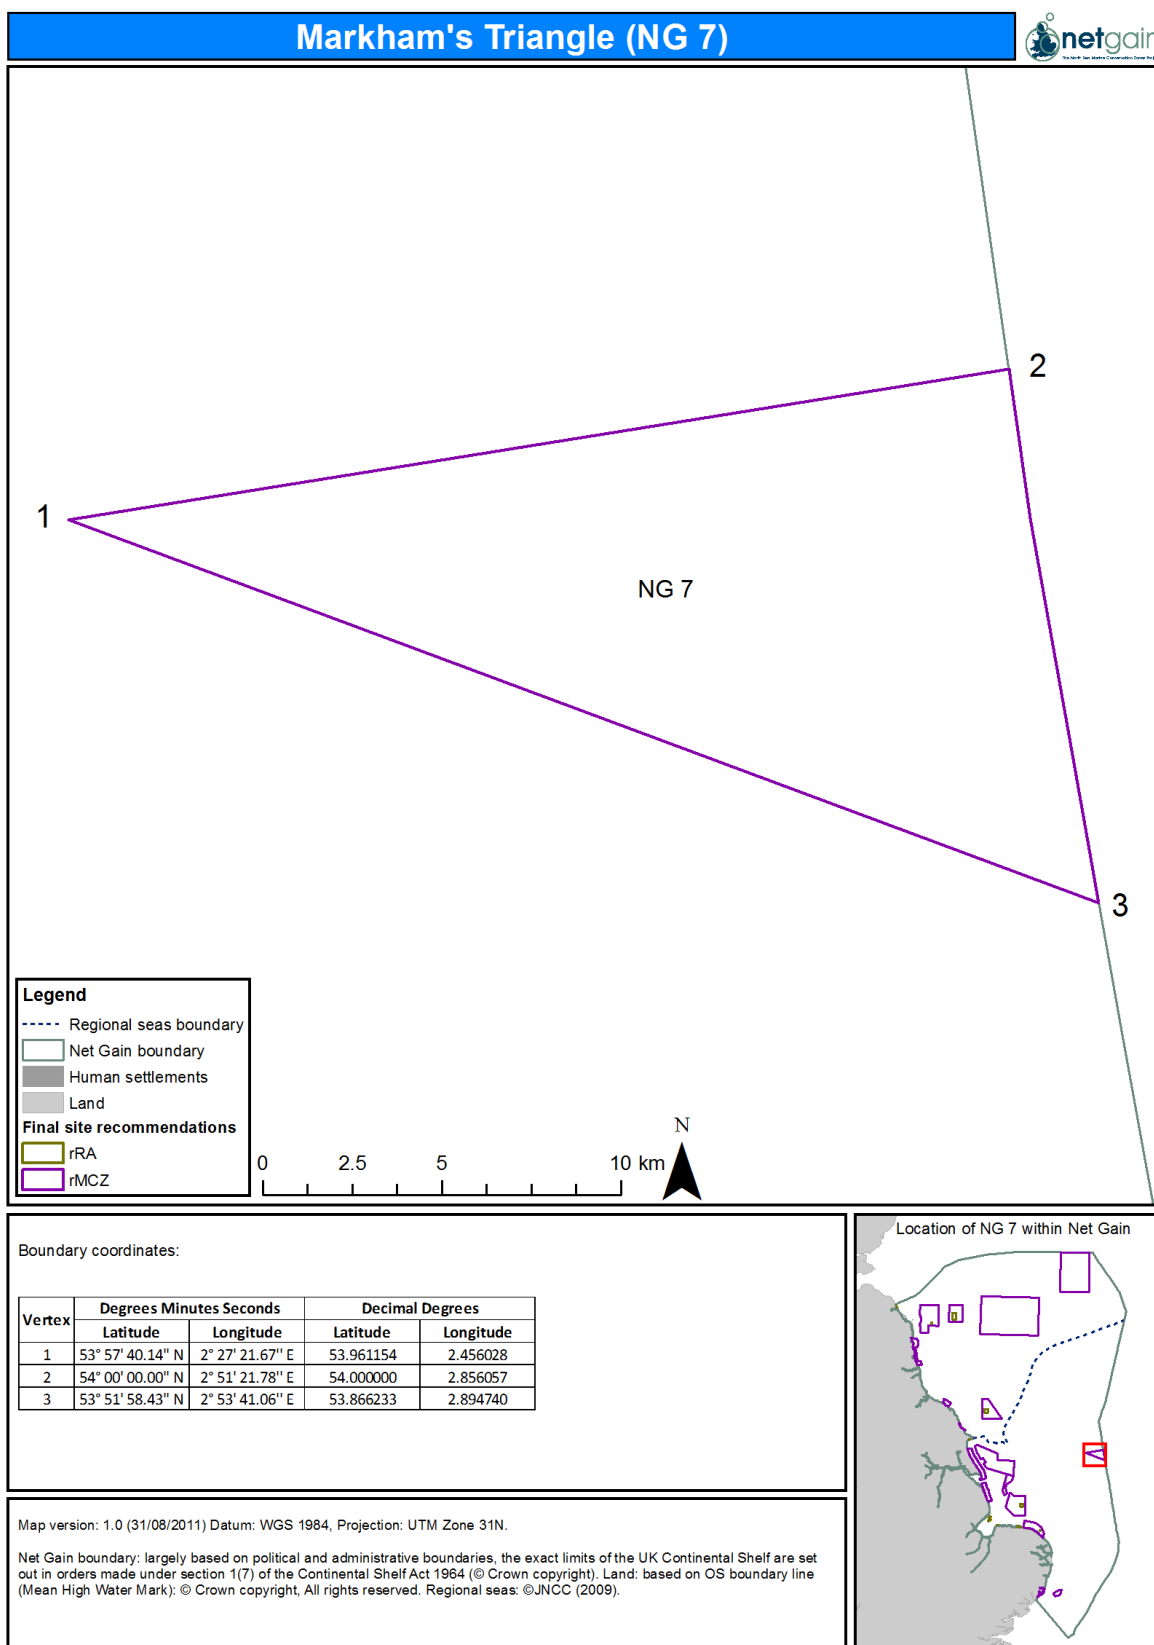 Markham's Triangle (NG 7)
netgain
2
1
NG 7
3
Legend
Regional seas boundary
Net Gain boundary
Human settlements
Land
Final site recommendations
rRA
rMCZ
0 2.5 5 10 km
N
Boundary coordinates:
Vertex Degrees Minutes Seconds Decimal Degrees
Latitude Longitude Latitude Longitude
1 53° 57' 40.14'' N 2° 27' 21.67'' E 53.961154 2.456028
2 54° 00' 00.00'' N 2° 51' 21.78'' E 54.000000 2.856057
3 53° 51' 58.43'' N 2° 53' 41.06'' E 53.866233 2.894740
Location of NG 7 within Net Gain
Map version: 1.0 (31/08/2011) Datum: WGS 1984, Projection: UTM Zone 31N.
Net Gain boundary: largely based on political and administrative boundaries, the exact limits of the UK Continental Shelf are set
out in orders made under section 1(7) of the Continental Shelf Act 1964 (© Crown copyright). Land: based on OS boundary line
(Mean High Water Mark): © Crown copyright, All rights reserved. Regional seas: ©JNCC (2009).